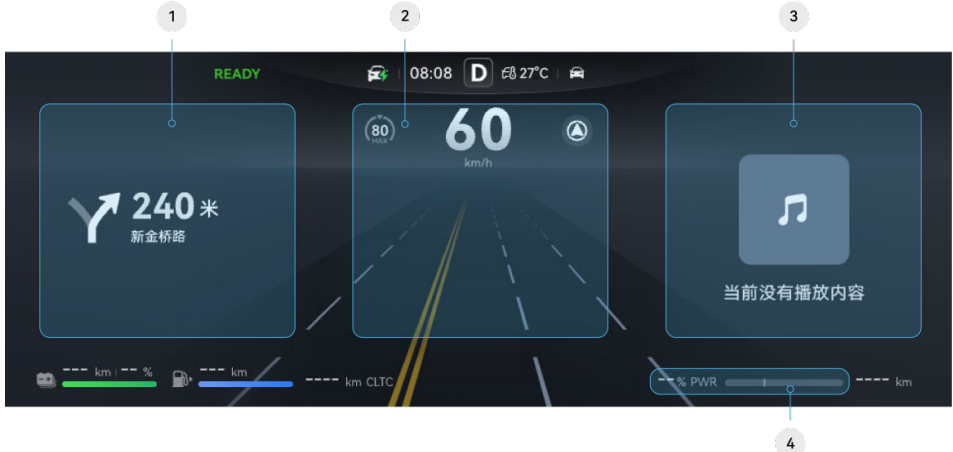 1
2
3
READY
08:08 D 27°C
80
MAX
60
km/h
240米
新金桥路
当前没有播放内容
--- km | -- %
--- km
---- km CLTC
--% PWR
---- km
4